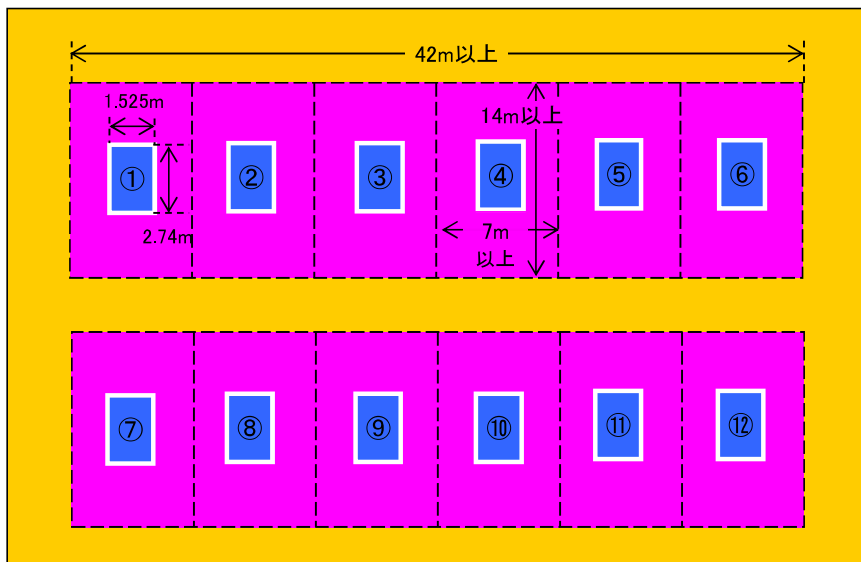 42m以上
1.525m
14m以上
① ② ③ ④ ⑤ ⑥
2.74m
7m
以上
⑦ ⑧ ⑨ ⑩ ⑪ ⑫